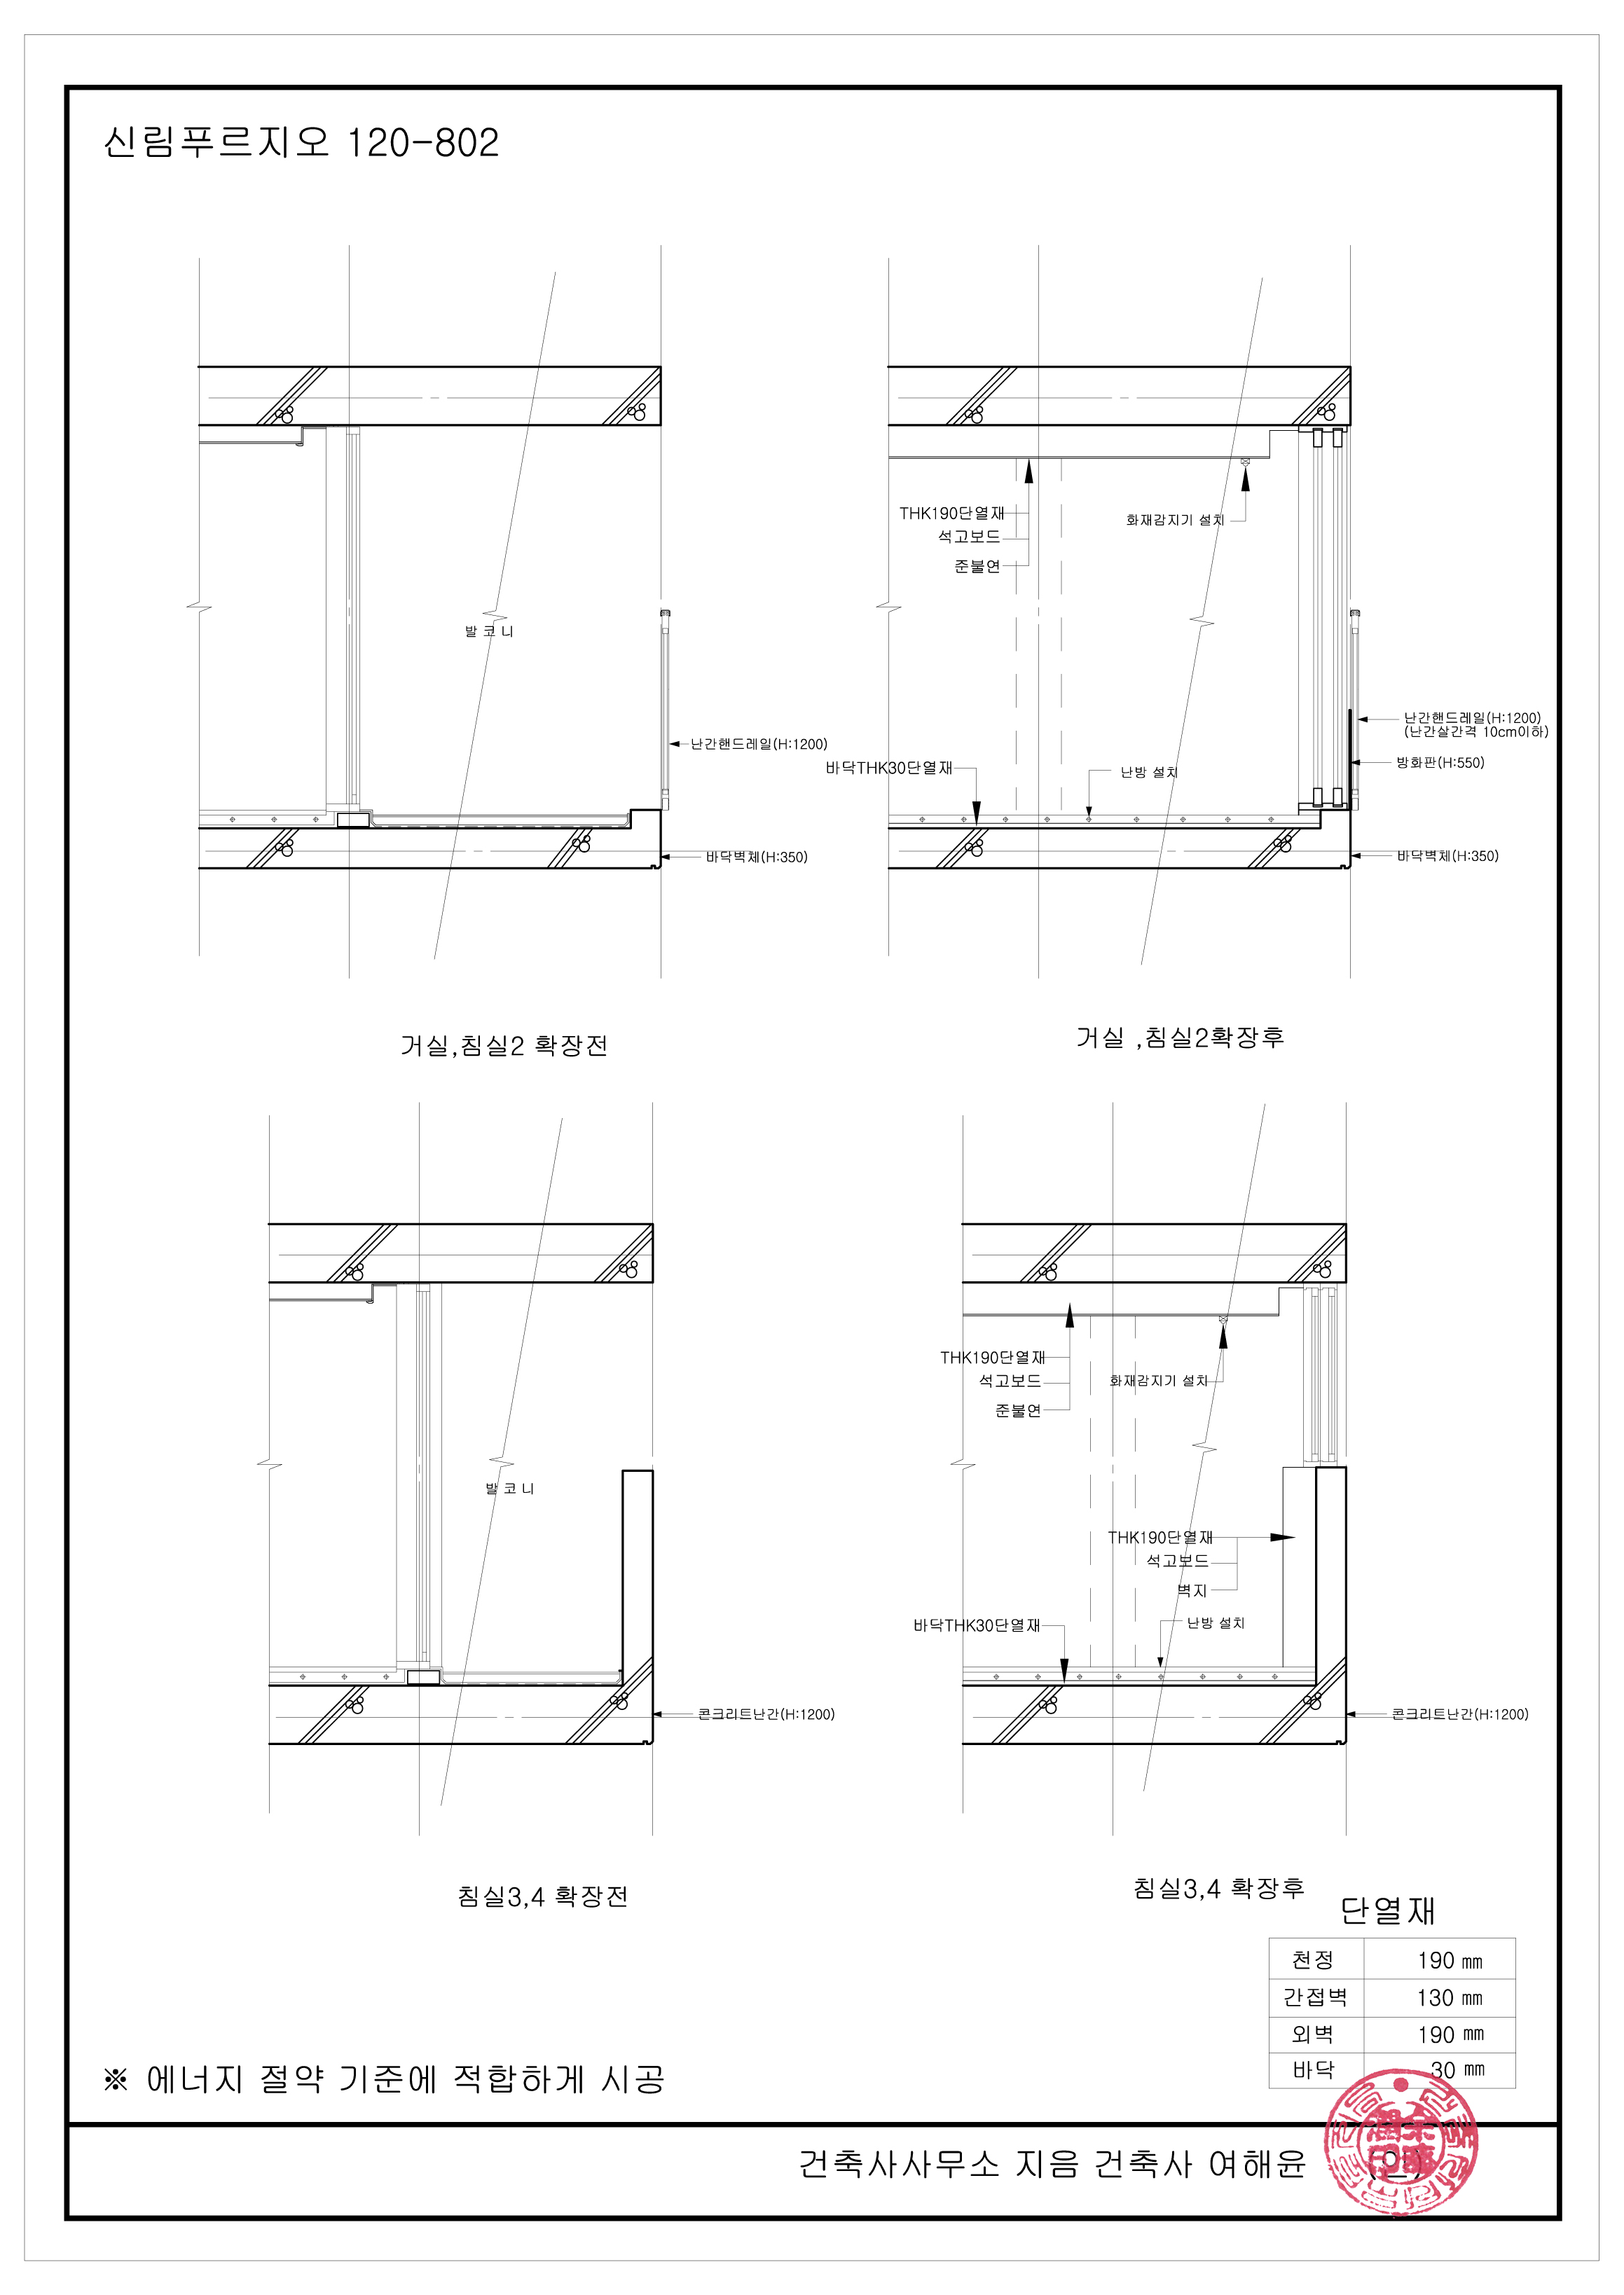 신림푸르지오 120-802
THK190단열재
석고보드
준불연
화재감지기 설치
발 코 니
난간핸드레일(H:1200)
바닥벽체(H:350)
바닥THK30단열재
난방 설치
난간핸드레일(H:1200)
(난간살간격 10cm이하)
방화판(H:550)
바닥벽체(H:350)
거실,침실2 확장전
거실 ,침실2확장후
발 코 니
콘크리트난간(H:1200)
THK190단열재
석고보드
준불연
화재감지기 설치
THK190단열재
석고보드
벽지
바닥THK30단열재
난방 설치
콘크리트난간(H:1200)
침실3,4 확장전
침실3,4 확장후
단열재
천정 190 ㎜
간접벽 130 ㎜
외벽 190 ㎜
바닥 30 ㎜
※ 에너지 절약 기준에 적합하게 시공
건축사사무소 지음 건축사 여해윤 (인)